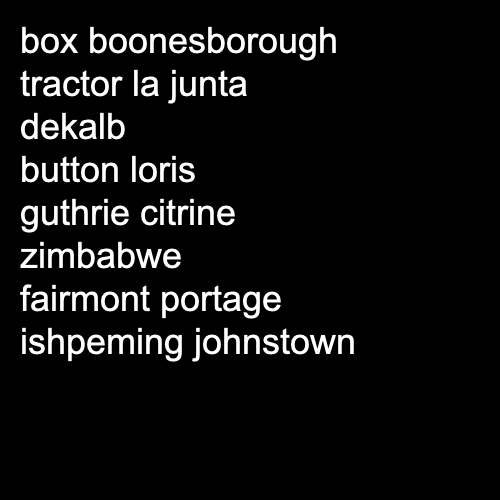 box boonesborough
tractor la junta
dekalb
button loris
guthrie citrine
zimbabwe
fairmont portage
ishpeming johnstown